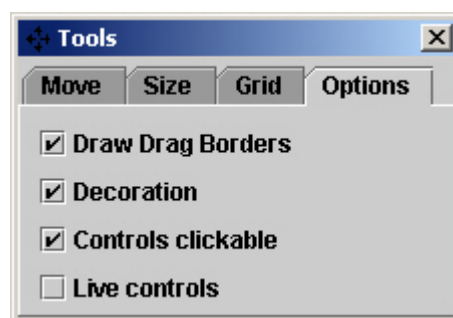 Tools
Move Size Grid Options
Draw Drag Borders
Decoration
Controls clickable
Live controls